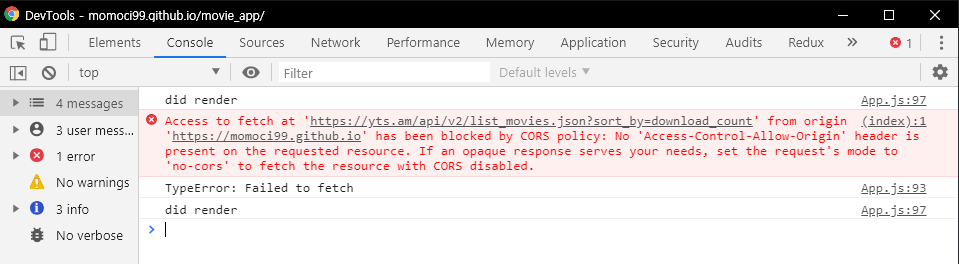 DevTools - momoci99.github.io/movie_app/
Elements Console Sources Network Performance Memory Application Security Audits Redux » 1
top Filter Default levels
4 messages
3 user mess...
1 error
No warnings
3 info
No verbose
did render App.js:97
Access to fetch at 'https://yts.am/api/v2/list_movies.json?sort_by=download_count' from origin (index):1
'https://momoci99.github.io' has been blocked by CORS policy: No 'Access-Control-Allow-Origin' header is
present on the requested resource. If an opaque response serves your needs, set the request's mode to
'no-cors' to fetch the resource with CORS disabled.
TypeError: Failed to fetch App.js:93
did render App.js:97
>